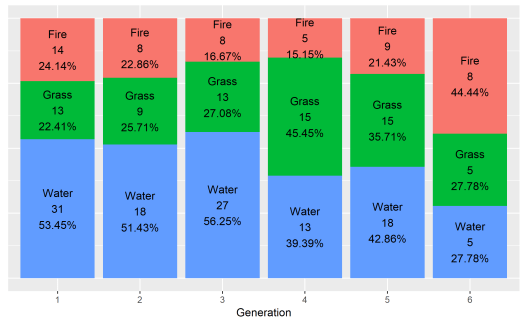 Fire
14
24.14%
Grass
13
22.41%
Water
31
53.45%
Fire
8
22.86%
Grass
9
25.71%
Water
18
51.43%
Fire
8
16.67%
Grass
13
27.08%
Water
27
56.25%
Fire
5
15.15%
Grass
15
45.45%
Water
13
39.39%
Fire
9
21.43%
Grass
15
35.71%
Water
18
42.86%
Fire
8
44.44%
Grass
5
27.78%
Water
5
27.78%
1 2 3 4 5 6
Generation